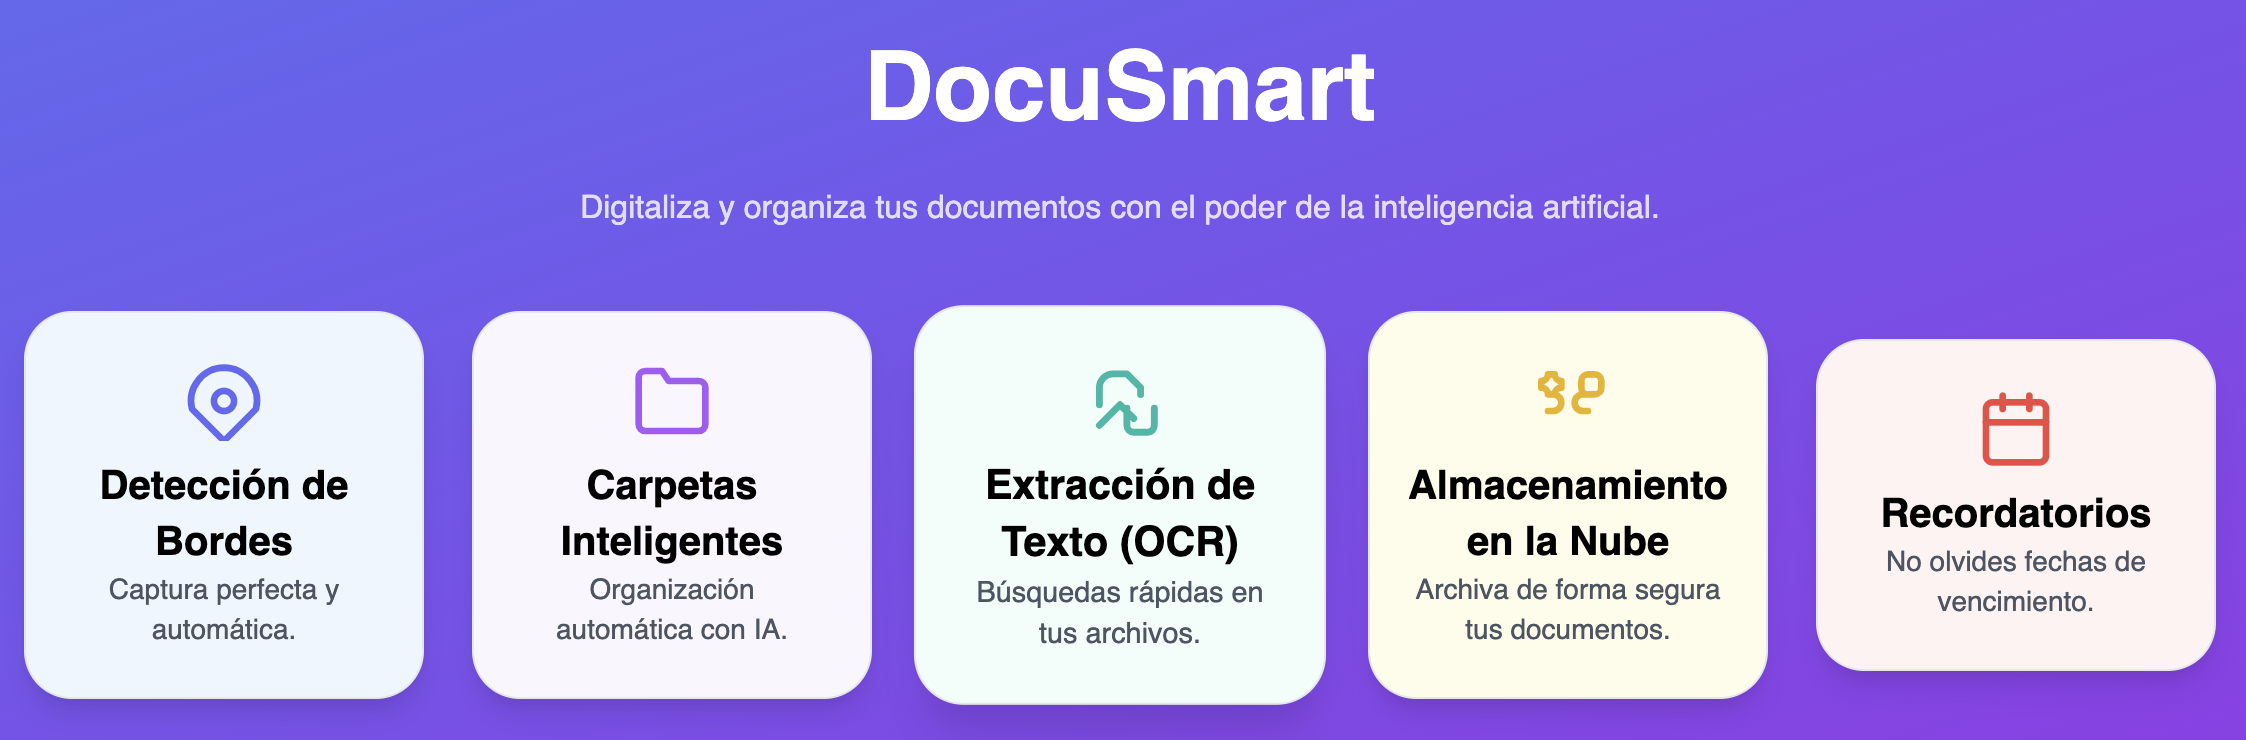 DocuSmart
Digitaliza y organiza tus documentos con el poder de la inteligencia artificial.
Detección de
Bordes
Captura perfecta y
automática.
Carpetas
Inteligentes
Organización
automática con IA.
Extracción de
Texto (OCR)
Búsquedas rápidas en
tus archivos.
Almacenamiento
en la Nube
Archiva de forma segura
tus documentos.
Recordatorios
No olvides fechas de
vencimiento.